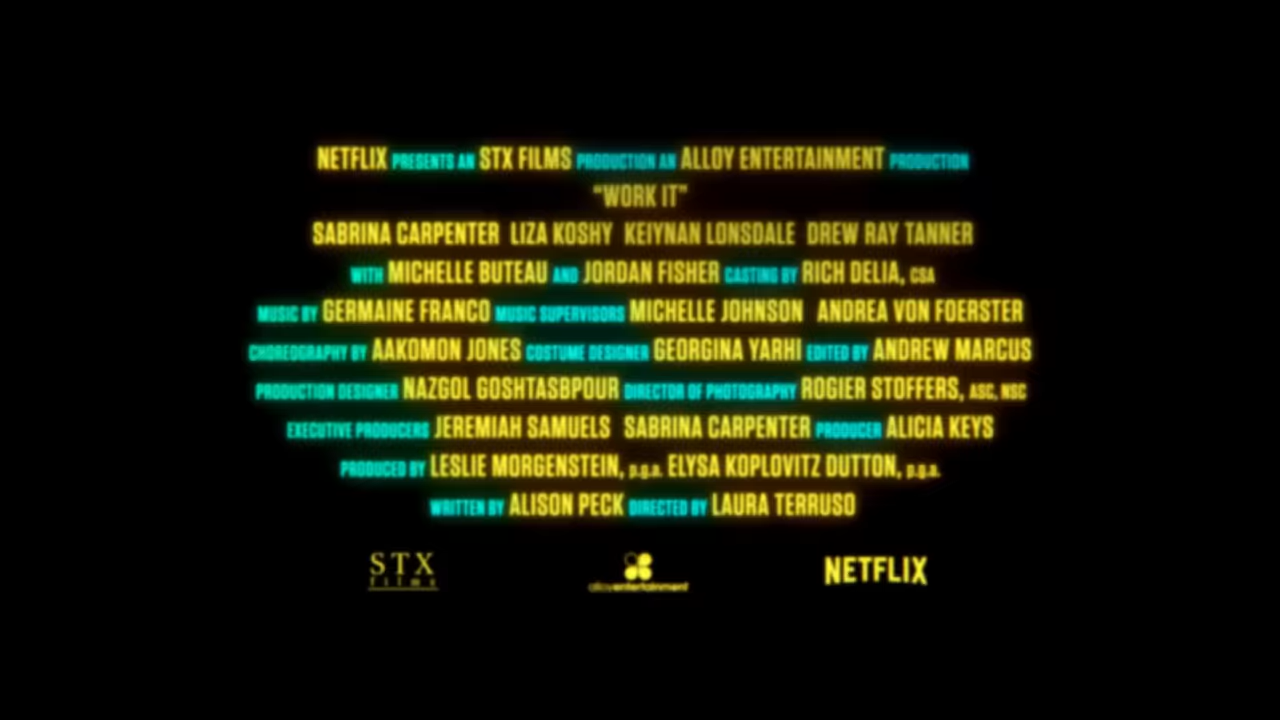 NETFLIX PRESENTS AN STX FILMS PRODUCTION AN ALLOY ENTERTAINMENT PRODUCTION
“WORK IT”
SABRINA CARPENTER LIZA KOSHY KEIYNAN LONSDALE DREW RAY TANNER
WITH MICHELLE BUTEAU AND JORDAN FISHER CASTING BY RICH DELIA, CSA
MUSIC BY GERMAINE FRANCO MUSIC SUPERVISORS MICHELLE JOHNSON ANDREA VON FOERSTER
CHOREOGRAPHY BY AAKOMON JONES COSTUME DESIGNER GEORGINA YARHI EDITED BY ANDREW MARCUS
PRODUCTION DESIGNER NAZGOL GOSHTASBPOUR DIRECTOR OF PHOTOGRAPHY ROGIER STOFFERS, ASC, NSC
EXECUTIVE PRODUCERS JEREMIAH SAMUELS SABRINA CARPENTER PRODUCER ALICIA KEYS
PRODUCED BY LESLIE MORGENSTEIN, p.g.a. ELYSA KOPLOVITZ DUTTON, p.g.a.
WRITTEN BY ALISON PECK DIRECTED BY LAURA TERRUSO
STX films
alloyentertainment
NETFLIX